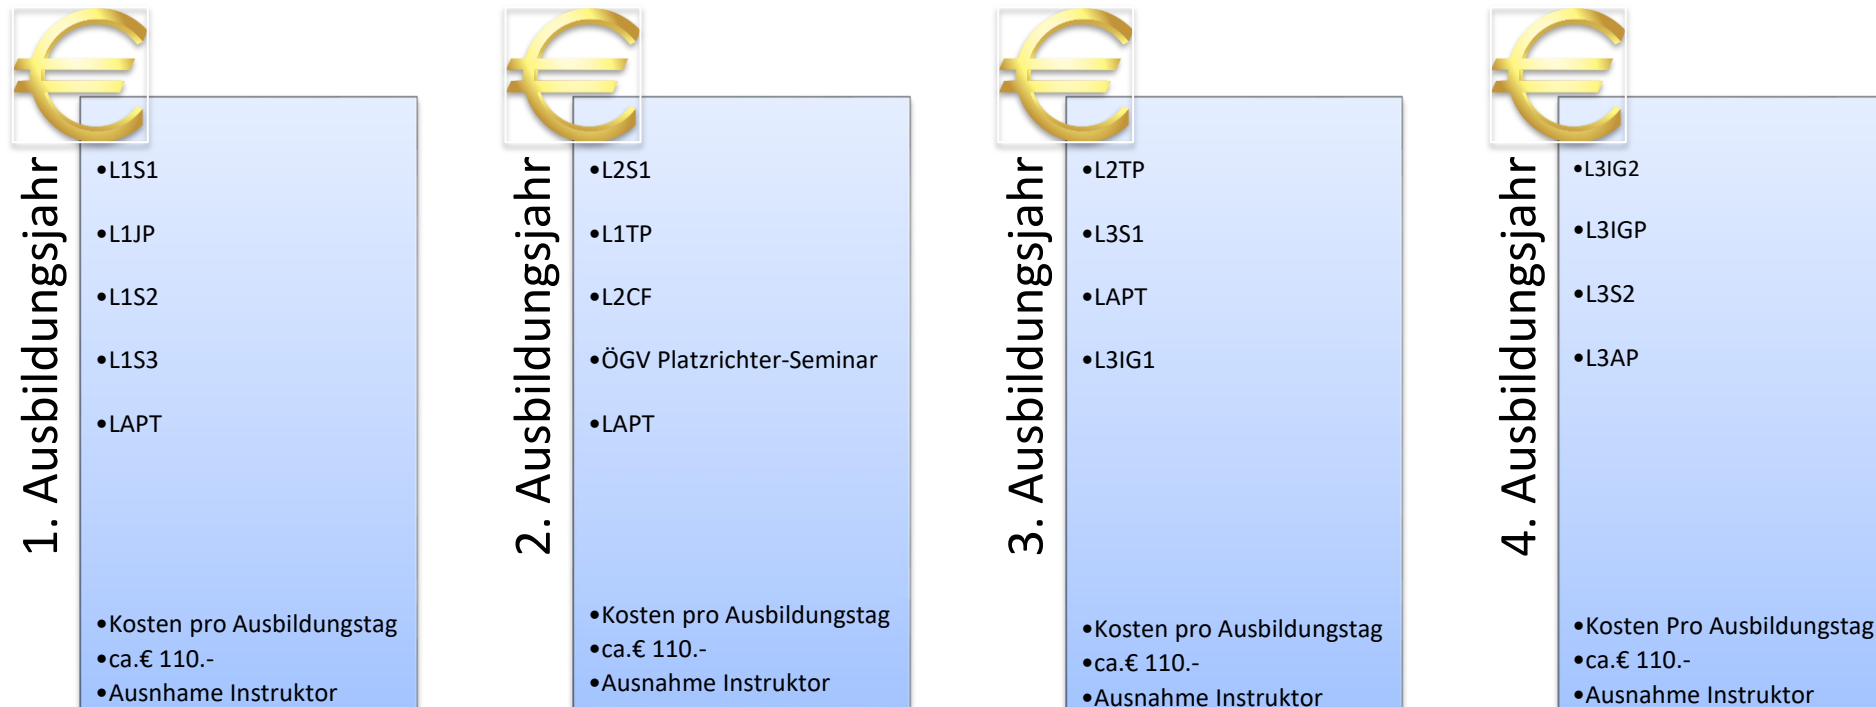 1. Ausbildungsjahr
•L1S1
•L1JP
•L1S2
•L1S3
•LAPT
•Kosten pro Ausbildungstag
•ca.€ 110.-
•Ausnhame Instruktor
2. Ausbildungsjahr
•L2S1
•L1TP
•L2CF
•ÖGV Platzrichter-Seminar
•LAPT
•Kosten pro Ausbildungstag
•ca.€ 110.-
•Ausnahme Instruktor
3. Ausbildungsjahr
•L2TP
•L3S1
•LAPT
•L3IG1
•Kosten pro Ausbildungstag
•ca.€ 110.-
•Ausnahme Instruktor
4. Ausbildungsjahr
•L3IG2
•L3IGP
•L3S2
•L3AP
•Kosten Pro Ausbildungstag
•ca.€ 110.-
•Ausnahme Instruktor